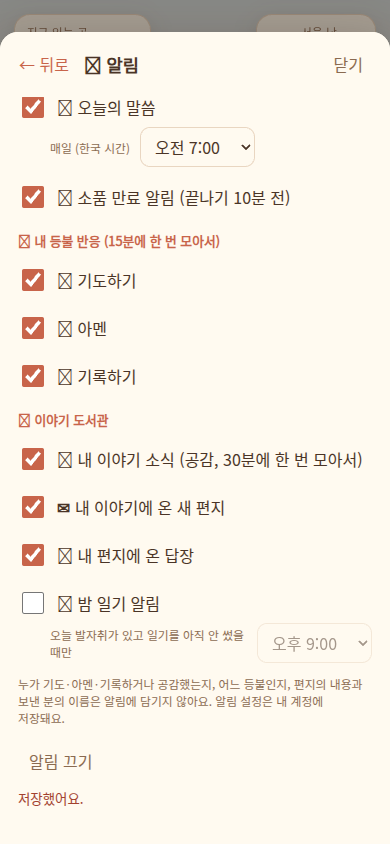 ← 뒤로 알림 닫기
오늘의 말씀
매일 (한국 시간) 오전 7:00
소품 만료 알림 (끝나기 10분 전)
내 등불 반응 (15분에 한 번 모아서)
기도하기
아멘
기록하기
이야기 도서관
내 이야기 소식 (공감, 30분에 한 번 모아서)
✉ 내 이야기에 온 새 편지
내 편지에 온 답장
밤 일기 알림
오늘 발자취가 있고 일기를 아직 안 썼을
때만
오후 9:00
누가 기도·아멘·기록하거나 공감했는지, 어느 등불인지, 편지의 내용과
보낸 분의 이름은 알림에 담기지 않아요. 알림 설정은 내 계정에
저장돼요.
알림 끄기
저장했어요.